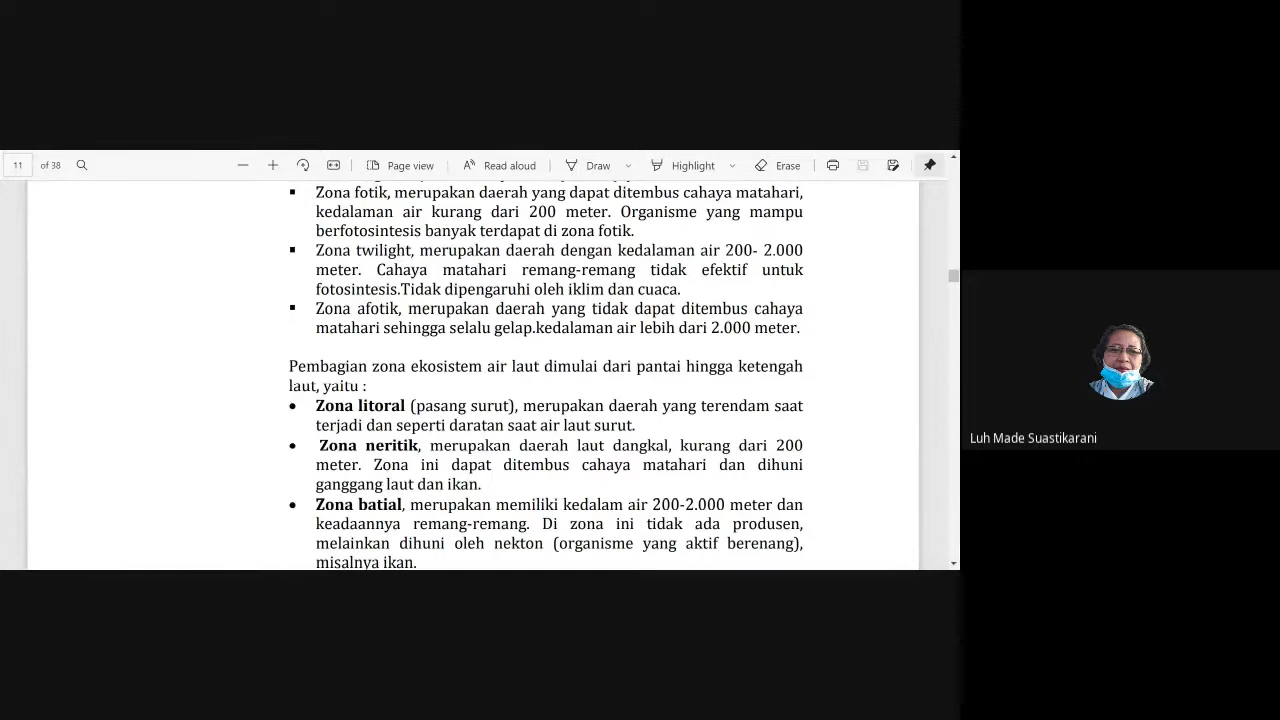 11 of 38 Page view Read aloud Draw Highlight Erase
▪ Zona fotik, merupakan daerah yang dapat ditembus cahaya matahari,
kedalaman air kurang dari 200 meter. Organisme yang mampu
berfotosintesis banyak terdapat di zona fotik.
▪ Zona twilight, merupakan daerah dengan kedalaman air 200- 2.000
meter. Cahaya matahari remang-remang tidak efektif untuk
fotosintesis.Tidak dipengaruhi oleh iklim dan cuaca.
▪ Zona afotik, merupakan daerah yang tidak dapat ditembus cahaya
matahari sehingga selalu gelap.kedalaman air lebih dari 2.000 meter.
Pembagian zona ekosistem air laut dimulai dari pantai hingga ketengah
laut, yaitu :
• Zona litoral (pasang surut), merupakan daerah yang terendam saat
terjadi dan seperti daratan saat air laut surut.
• Zona neritik, merupakan daerah laut dangkal, kurang dari 200
meter. Zona ini dapat ditembus cahaya matahari dan dihuni
ganggang laut dan ikan.
• Zona batial, merupakan memiliki kedalam air 200-2.000 meter dan
keadaannya remang-remang. Di zona ini tidak ada produsen,
melainkan dihuni oleh nekton (organisme yang aktif berenang),
misalnya ikan.
Luh Made Suastikarani